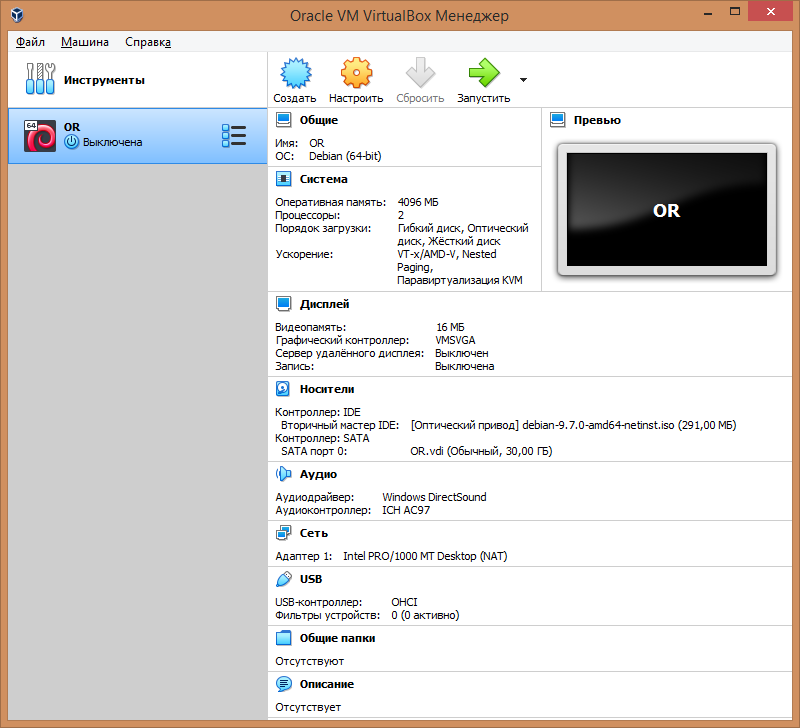 Oracle VM VirtualBox Менеджер
Файл Машина Справка
Инструменты
Создать Настроить Сбросить Запустить
64
OR
Выключена
Общие
Имя: OR
ОС: Debian (64-bit)
Превью
OR
Система
Оперативная память: 4096 МБ
Процессоры: 2
Порядок загрузки: Гибкий диск, Оптический
диск, Жёсткий диск
Ускорение: VT-x/AMD-V, Nested
Paging,
Паравиртуализация KVM
Дисплей
Видеопамять: 16 МБ
Графический контроллер: VMSVGA
Сервер удалённого дисплея: Выключен
Запись: Выключена
Носители
Контроллер: IDE
Вторичный мастер IDE: [Оптический привод] debian-9.7.0-amd64-netinst.iso (291,00 МБ)
Контроллер: SATA
SATA порт 0: OR.vdi (Обычный, 30,00 ГБ)
Аудио
Аудиодрайвер: Windows DirectSound
Аудиоконтроллер: ICH AC97
Сеть
Адаптер 1: Intel PRO/1000 MT Desktop (NAT)
USB
USB-контроллер: OHCI
Фильтры устройств: 0 (0 активно)
Общие папки
Отсутствуют
Описание
Отсутствует